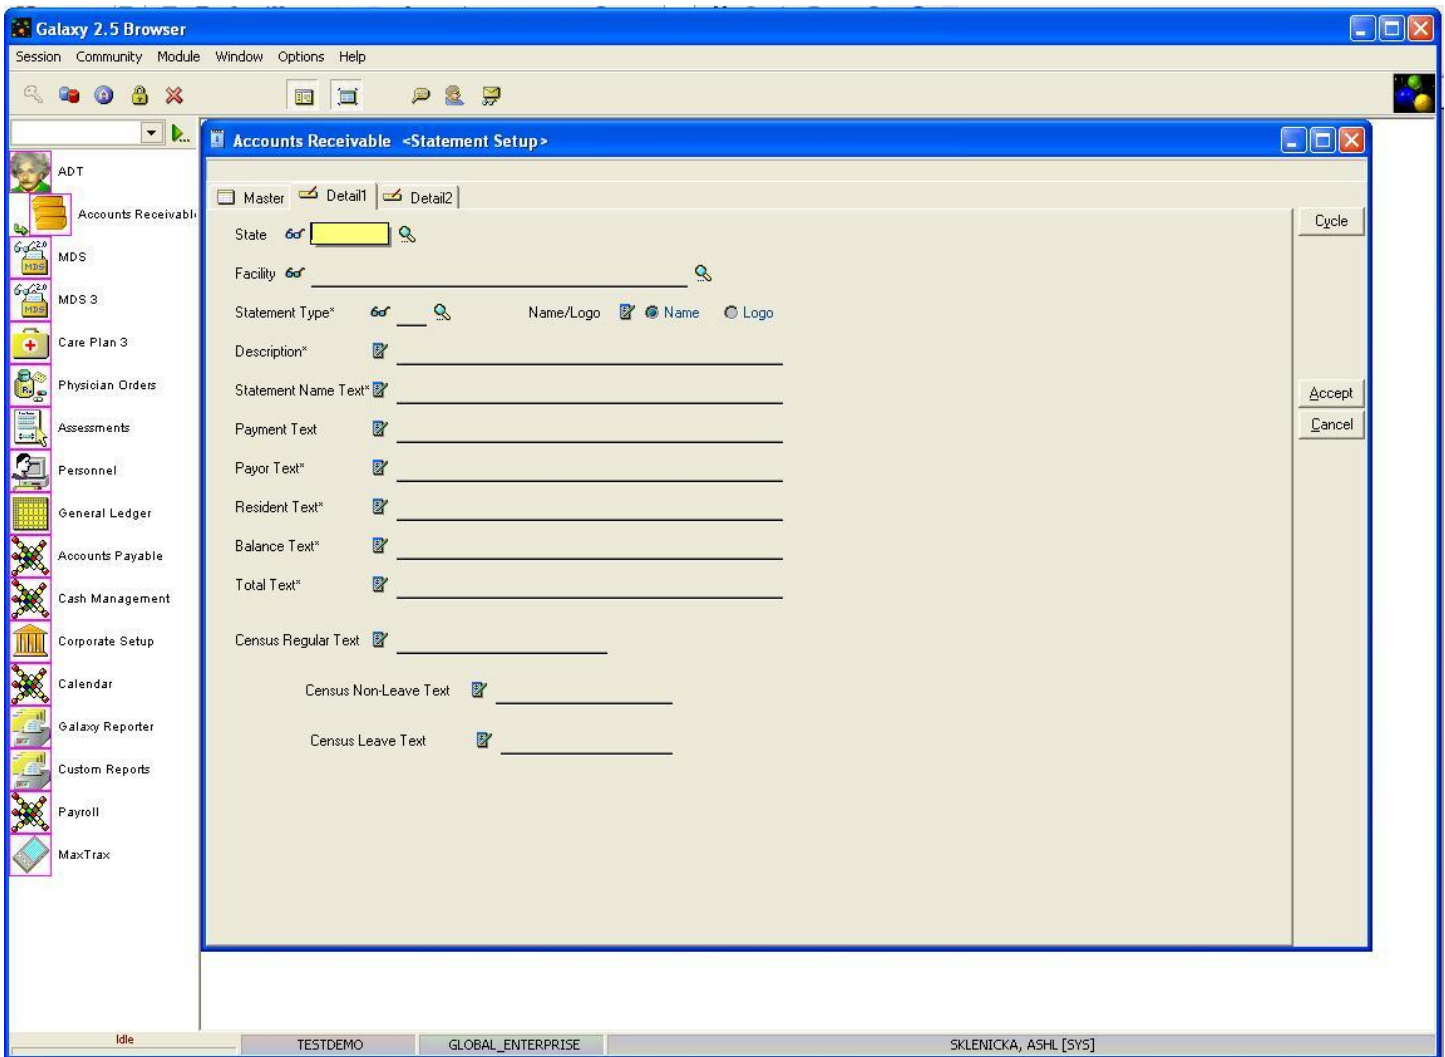 Galaxy 2.5 Browser
Session Community Module Window Options Help
Accounts Receivable <Statement Setup>
ADT
Accounts Receivabl
MDS
MDS 3
Care Plan 3
Physician Orders
Assessments
Personnel
General Ledger
Accounts Payable
Cash Management
Corporate Setup
Calendar
Galaxy Reporter
Custom Reports
Payroll
MaxTrax
Master Detail1 Detail2
State
Facility
Statement Type* Name/Logo Name Logo
Description*
Statement Name Text*
Payment Text
Payor Text*
Resident Text*
Balance Text*
Total Text*
Census Regular Text
Census Non-Leave Text
Census Leave Text
Cycle
Accept
Cancel
Idle TESTDEMO GLOBAL_ENTERPRISE SKLENICKA, ASHL [SYS]